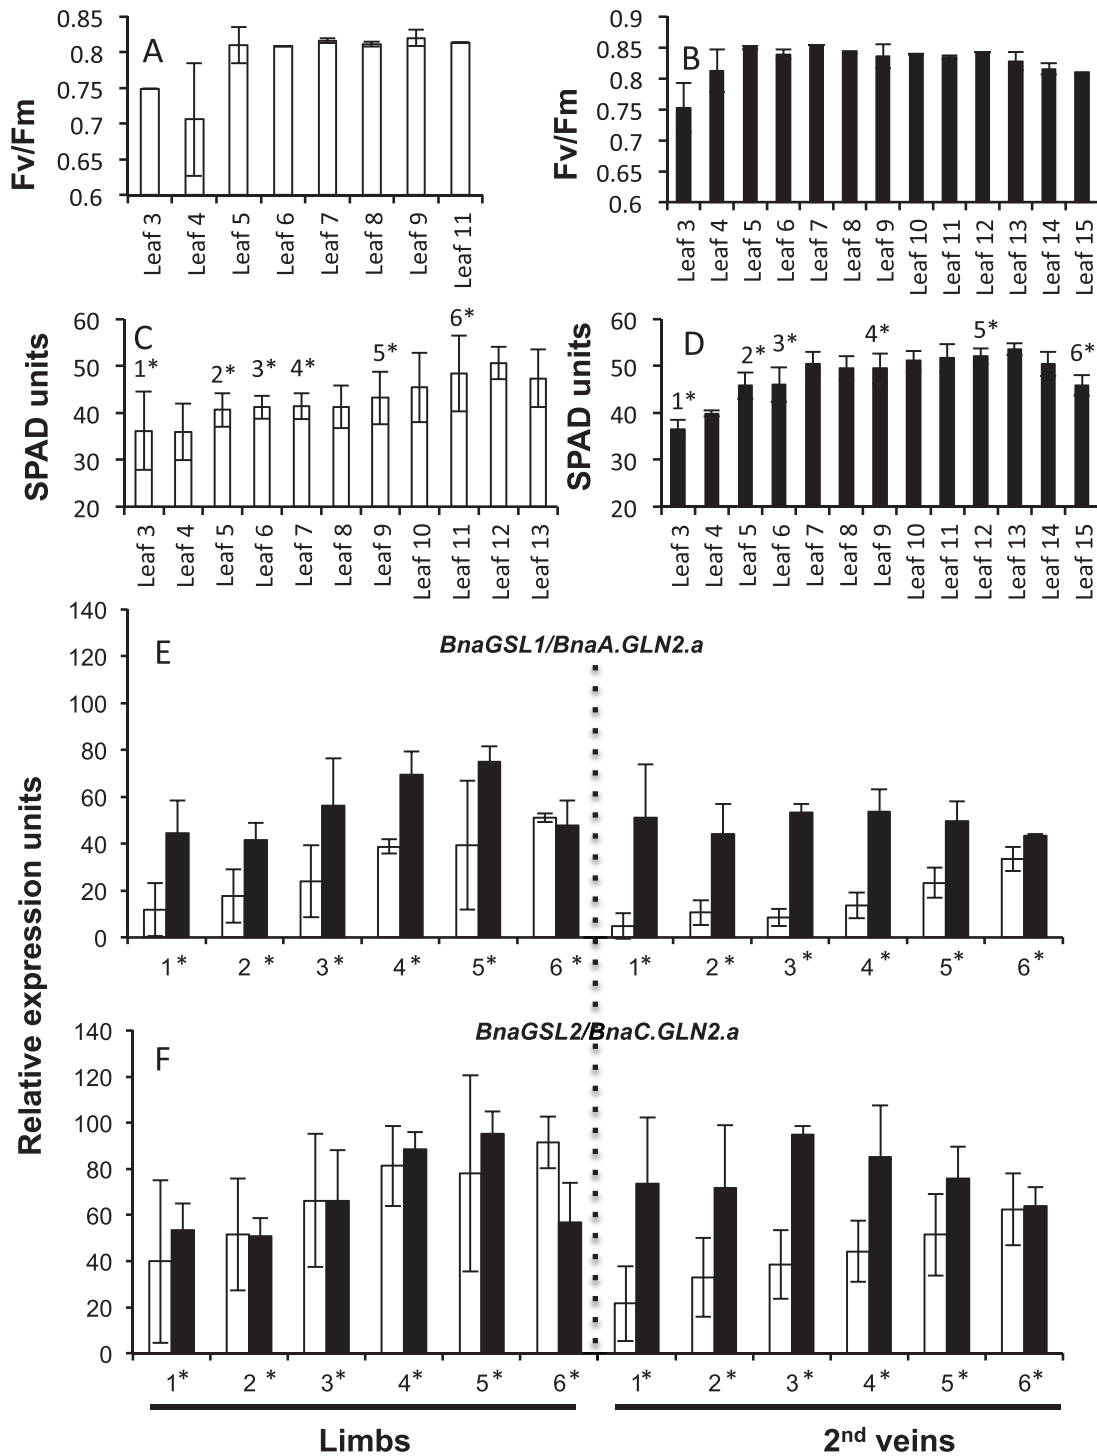 A
Fv/Fm
0.85
0.8
0.75
0.7
0.65
0.6
Leaf 3
Leaf 4
Leaf 5
Leaf 6
Leaf 7
Leaf 8
Leaf 9
Leaf 11
B
Fv/Fm
0.9
0.85
0.8
0.75
0.7
0.65
0.6
Leaf 3
Leaf 4
Leaf 5
Leaf 6
Leaf 7
Leaf 8
Leaf 9
Leaf 10
Leaf 11
Leaf 12
Leaf 13
Leaf 14
Leaf 15
C
SPAD units
60
50
40
30
20
1*
2*
3*
4*
5*
6*
Leaf 3
Leaf 4
Leaf 5
Leaf 6
Leaf 7
Leaf 8
Leaf 9
Leaf 10
Leaf 11
Leaf 12
Leaf 13
D
SPAD units
60
50
40
30
20
1*
2*
3*
4*
5*
6*
Leaf 3
Leaf 4
Leaf 5
Leaf 6
Leaf 7
Leaf 8
Leaf 9
Leaf 10
Leaf 11
Leaf 12
Leaf 13
Leaf 14
Leaf 15
Relative expression units
E
BnaGSL1/BnaA.GLN2.a
140
120
100
80
60
40
20
0
1* 2* 3* 4* 5* 6* 1* 2* 3* 4* 5* 6*
F
BnaGSL2/BnaC.GLN2.a
140
120
100
80
60
40
20
0
1* 2* 3* 4* 5* 6* 1* 2* 3* 4* 5* 6*
Limbs
2nd veins